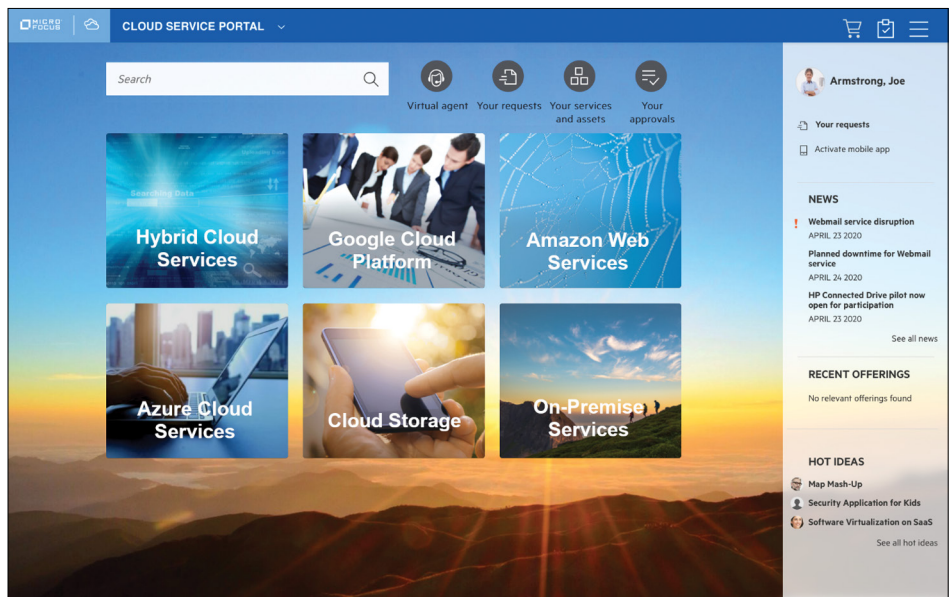 MICRO
FOCUS
CLOUD SERVICE PORTAL
Search
Virtual agent
Your requests
Your services
and assets
Your
approvals
Searching Data
Hybrid Cloud
Services
Google Cloud
Platform
Amazon Web
Services
Azure Cloud
Services
Cloud Storage
On-Premise
Services
Armstrong, Joe
Your requests
Activate mobile app
NEWS
! Webmail service disruption
APRIL 23 2020
Planned downtime for Webmail
service
APRIL 24 2020
HP Connected Drive pilot now
open for participation
APRIL 23 2020
See all news
RECENT OFFERINGS
No relevant offerings found
HOT IDEAS
Map Mash-Up
Security Application for Kids
Software Virtualization on SaaS
See all hot ideas